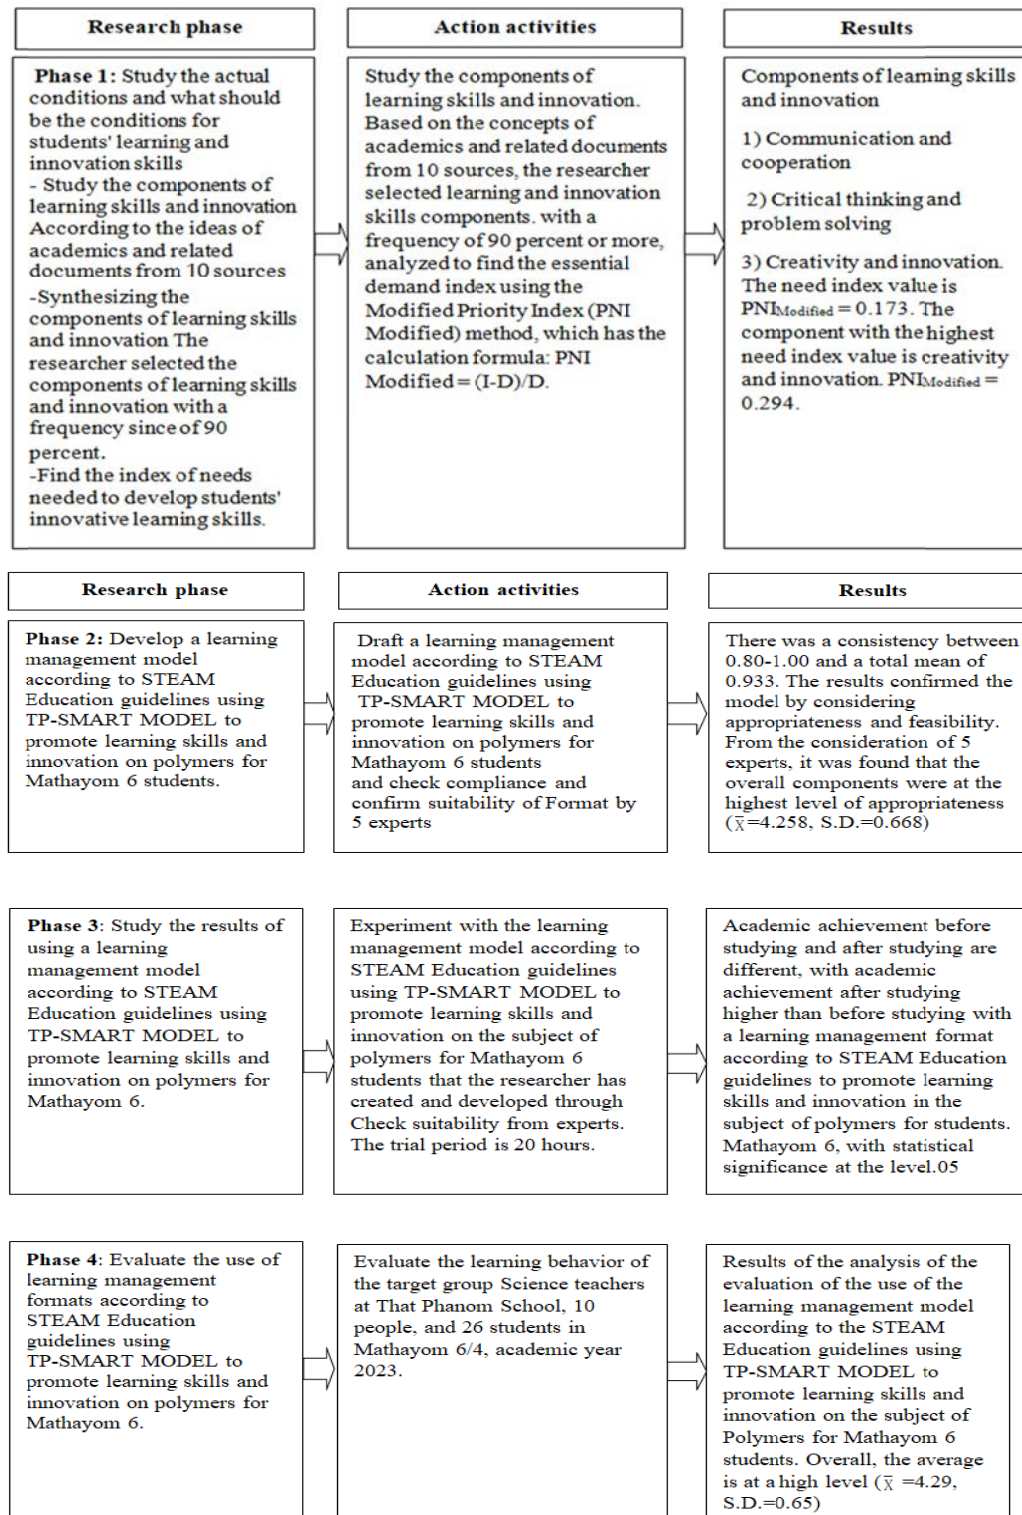 Research phase
Action activities
Results
Phase 1: Study the actual
conditions and what should
be the conditions for
students' learning and
innovation skills
- Study the components of
learning skills and innovation
According to the ideas of
academics and related
documents from 10 sources
-Synthesizing the
components of learning skills
and innovation The
researcher selected the
components of learning skills
and innovation with a
frequency since of 90
percent.
-Find the index of needs
needed to develop students'
innovative learning skills.
Study the components of
learning skills and innovation.
Based on the concepts of
academics and related documents
from 10 sources, the researcher
selected learning and innovation
skills components. with a
frequency of 90 percent or more,
analyzed to find the essential
demand index using the
Modified Priority Index (PNI
Modified) method, which has the
calculation formula: PNI
Modified = (I-D)/D.
Components of learning skills
and innovation
1) Communication and
cooperation
2) Critical thinking and
problem solving
3) Creativity and innovation.
The need index value is
PNIModified = 0.173. The
component with the highest
need index value is creativity
and innovation. PNIModified =
0.294.
Research phase
Action activities
Results
Phase 2: Develop a learning
management model
according to STEAM
Education guidelines using
TP-SMART MODEL to
promote learning skills and
innovation on polymers for
Mathayom 6 students.
Draft a learning management
model according to STEAM
Education guidelines using
TP-SMART MODEL to
promote learning skills and
innovation on polymers for
Mathayom 6 students
and check compliance and
confirm suitability of Format by
5 experts
There was a consistency between
0.80-1.00 and a total mean of
0.933. The results confirmed the
model by considering
appropriateness and feasibility.
From the consideration of 5
experts, it was found that the
overall components were at the
highest level of appropriateness
(x̄=4.258, S.D.=0.668)
Phase 3: Study the results of
using a learning
management model
according to STEAM
Education guidelines using
TP-SMART MODEL to
promote learning skills and
innovation on polymers for
Mathayom 6.
Experiment with the learning
management model according to
STEAM Education guidelines
using TP-SMART MODEL to
promote learning skills and
innovation on the subject of
polymers for Mathayom 6
students that the researcher has
created and developed through
Check suitability from experts.
The trial period is 20 hours.
Academic achievement before
studying and after studying are
different, with academic
achievement after studying
higher than before studying with
a learning management format
according to STEAM Education
guidelines to promote learning
skills and innovation in the
subject of polymers for students.
Mathayom 6, with statistical
significance at the level.05
Phase 4: Evaluate the use of
learning management
formats according to
STEAM Education
guidelines using
TP-SMART MODEL to
promote learning skills and
innovation on polymers for
Mathayom 6.
Evaluate the learning behavior of
the target group Science teachers
at That Phanom School, 10
people, and 26 students in
Mathayom 6/4, academic year
2023.
Results of the analysis of the
evaluation of the use of the
learning management model
according to the STEAM
Education guidelines using
TP-SMART MODEL to
promote learning skills and
innovation on the subject of
Polymers for Mathayom 6
students. Overall, the average
is at a high level (x̄ =4.29,
S.D.=0.65)